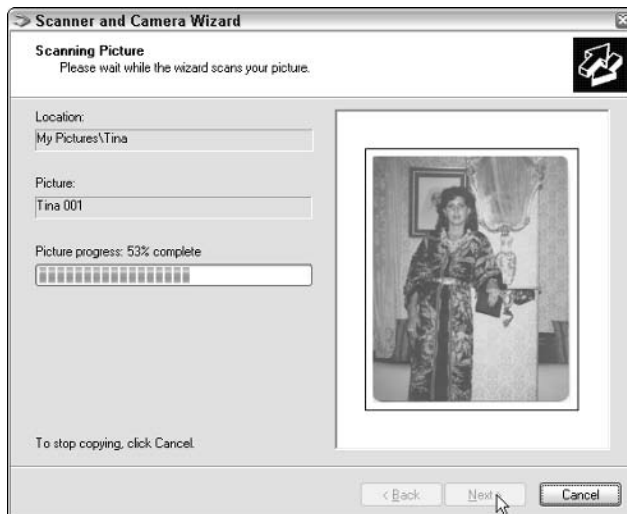 Scanner and Camera Wizard
Scanning Picture
Please wait while the wizard scans your picture.
Location:
My Pictures\Tina
Picture:
Tina 001
Picture progress: 53% complete
To stop copying, click Cancel.
< Back
Next >
Cancel